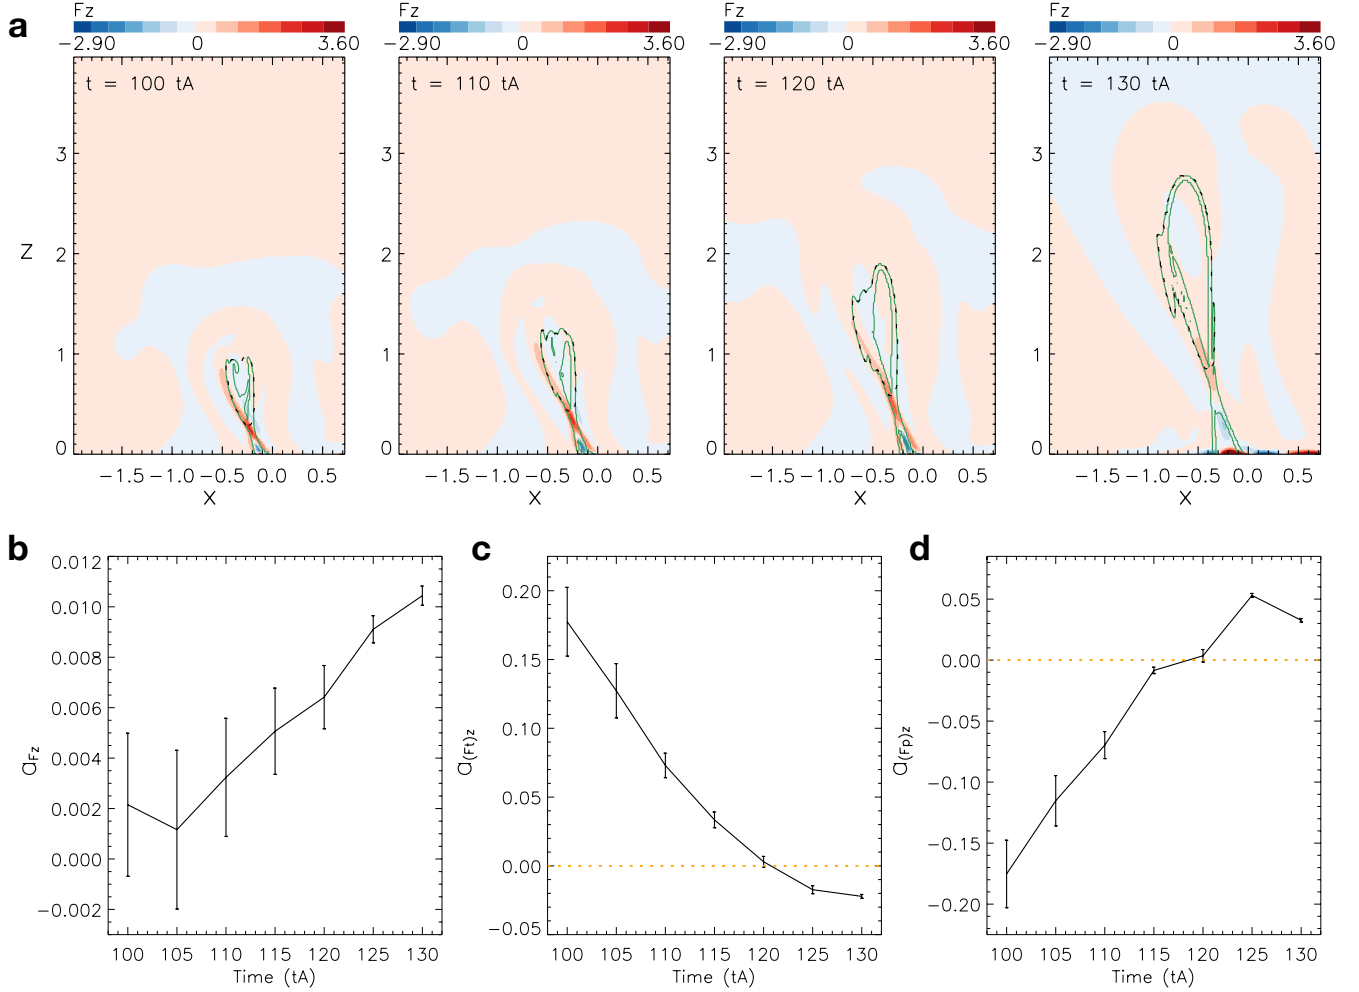 a
Fz Fz Fz Fz
−2.90 0 3.60 −2.90 0 3.60 −2.90 0 3.60 −2.90 0 3.60
t = 100 tA t = 110 tA t = 120 tA t = 130 tA
3 3 3 3
Z 2 2 2 2
1 1 1 1
0 0 0 0
−1.5 −1.0 −0.5 0.0 0.5 −1.5 −1.0 −0.5 0.0 0.5 −1.5 −1.0 −0.5 0.0 0.5 −1.5 −1.0 −0.5 0.0 0.5
X X X X
b
0.012
0.010
0.008
0.006
0.004
0.002
0.000
−0.002
aFz
100 105 110 115 120 125 130
Time (tA)
c
0.20
0.15
0.10
0.05
0.00
−0.05
a(Ft)z
100 105 110 115 120 125 130
Time (tA)
d
0.05
0.00
−0.05
−0.10
−0.15
−0.20
a(Fp)z
100 105 110 115 120 125 130
Time (tA)